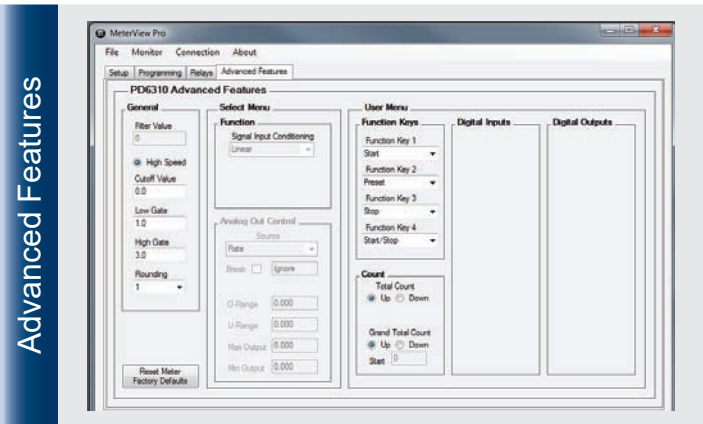 Advanced Features
MeterView Pro
File Monitor Connection About
Setup Programming Relays Advanced Features
PD6310 Advanced Features
General
Filter Value
0
High Speed
Cutoff Value
0.0
Low Gate
1.0
High Gate
3.0
Rounding
1
Reset Meter
Factory Defaults
Select Menu
Function
Signal Input Conditioning
Linear
Analog Out Control
Source
Rate
Break Ignore
O-Range 0.000
U-Range 0.000
Max Output 0.000
Min Output 0.000
User Menu
Function Keys
Function Key 1
Start
Function Key 2
Preset
Function Key 3
Stop
Function Key 4
Start/Stop
Count
Total Count
Up Down
Grand Total Count
Up Down
Start 0
Digital Inputs
Digital Outputs